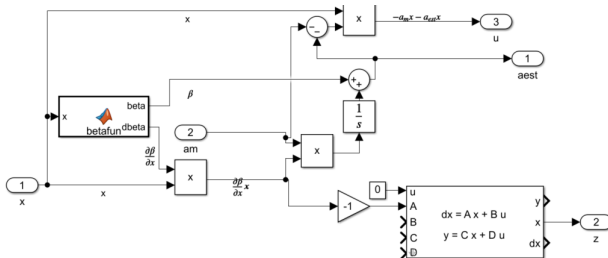 x
x
-a_m x - a_est x
3
u
- -
1
aest
x
beta
dbeta
betafun
β
+ +
∂β/∂x
2
am
1/s
x
1
x
x
x
∂β/∂x x
-1
0
u
A
B
C
D
dx = A x + B u
y = C x + D u
y
x
dx
2
z